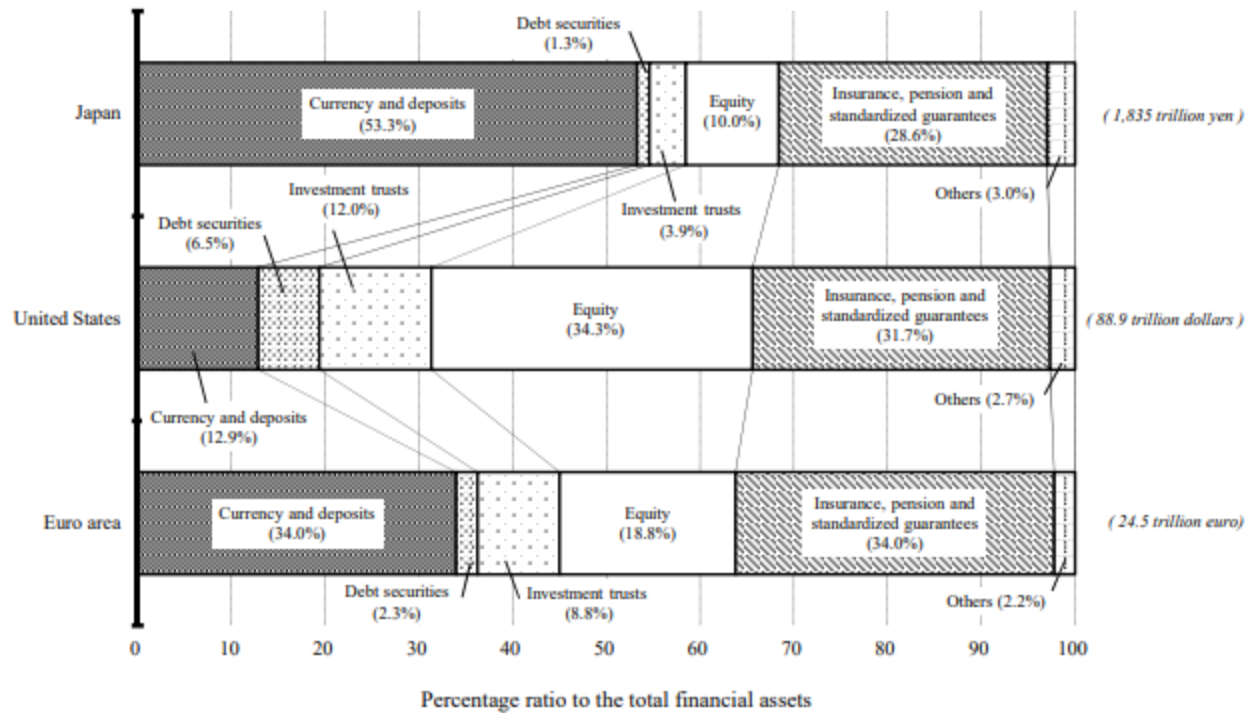 Debt securities
(1.3%)
Japan
Currency and deposits
(53.3%)
Equity
(10.0%)
Insurance, pension and
standardized guarantees
(28.6%)
( 1,835 trillion yen )
Investment trusts
(12.0%)
Debt securities
(6.5%)
Investment trusts
(3.9%)
Others (3.0%)
United States
Equity
(34.3%)
Insurance, pension and
standardized guarantees
(31.7%)
( 88.9 trillion dollars )
Currency and deposits
(12.9%)
Others (2.7%)
Euro area
Currency and deposits
(34.0%)
Equity
(18.8%)
Insurance, pension and
standardized guarantees
(34.0%)
( 24.5 trillion euro)
Debt securities
(2.3%)
Investment trusts
(8.8%)
Others (2.2%)
0 10 20 30 40 50 60 70 80 90 100
Percentage ratio to the total financial assets